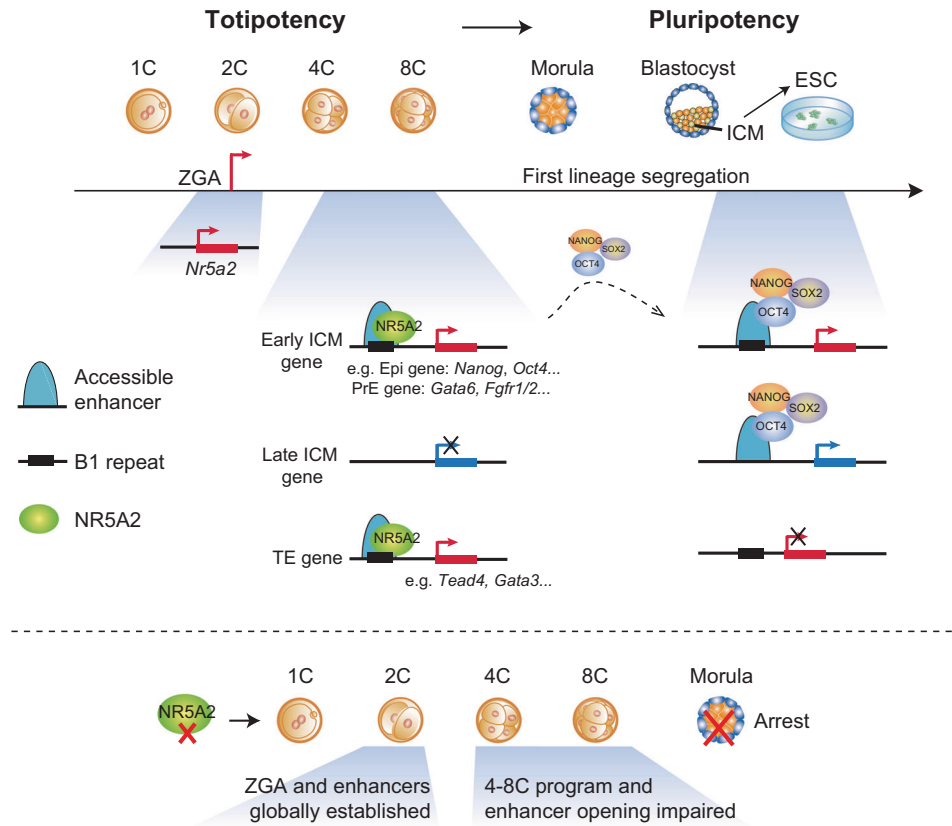 Totipotency
Pluripotency
1C
2C
4C
8C
Morula
Blastocyst
ESC
ICM
ZGA
First lineage segregation
Nr5a2
NANOG
SOX2
OCT4
NANOG
SOX2
OCT4
Early ICM
gene
NR5A2
e.g. Epi gene: Nanog, Oct4...
PrE gene: Gata6, Fgfr1/2...
Accessible
enhancer
NANOG
SOX2
OCT4
Late ICM
gene
B1 repeat
NR5A2
TE gene
NR5A2
e.g. Tead4, Gata3...
1C
2C
4C
8C
Morula
NR5A2
Arrest
ZGA and enhancers
globally established
4-8C program and
enhancer opening impaired